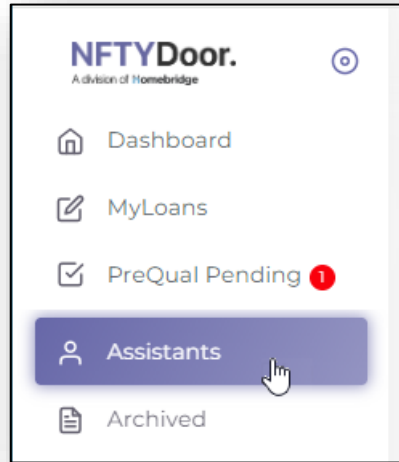 NFTYDoor.
A division of Homebridge
Dashboard
MyLoans
PreQual Pending 1
Assistants
Archived